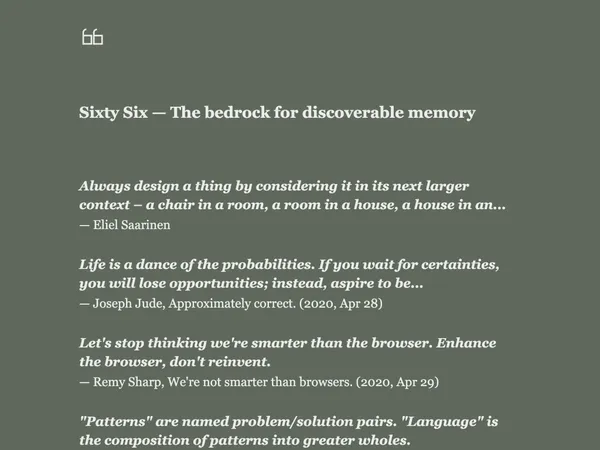 Sixty Six — The bedrock for discoverable memory
Always design a thing by considering it in its next larger
context – a chair in a room, a room in a house, a house in an...
— Eliel Saarinen
Life is a dance of the probabilities. If you wait for certainties,
you will lose opportunities; instead, aspire to be...
— Joseph Jude, Approximately correct. (2020, Apr 28)
Let's stop thinking we're smarter than the browser. Enhance
the browser, don't reinvent.
— Remy Sharp, We're not smarter than browsers. (2020, Apr 29)
"Patterns" are named problem/solution pairs. "Language" is
the composition of patterns into greater wholes.